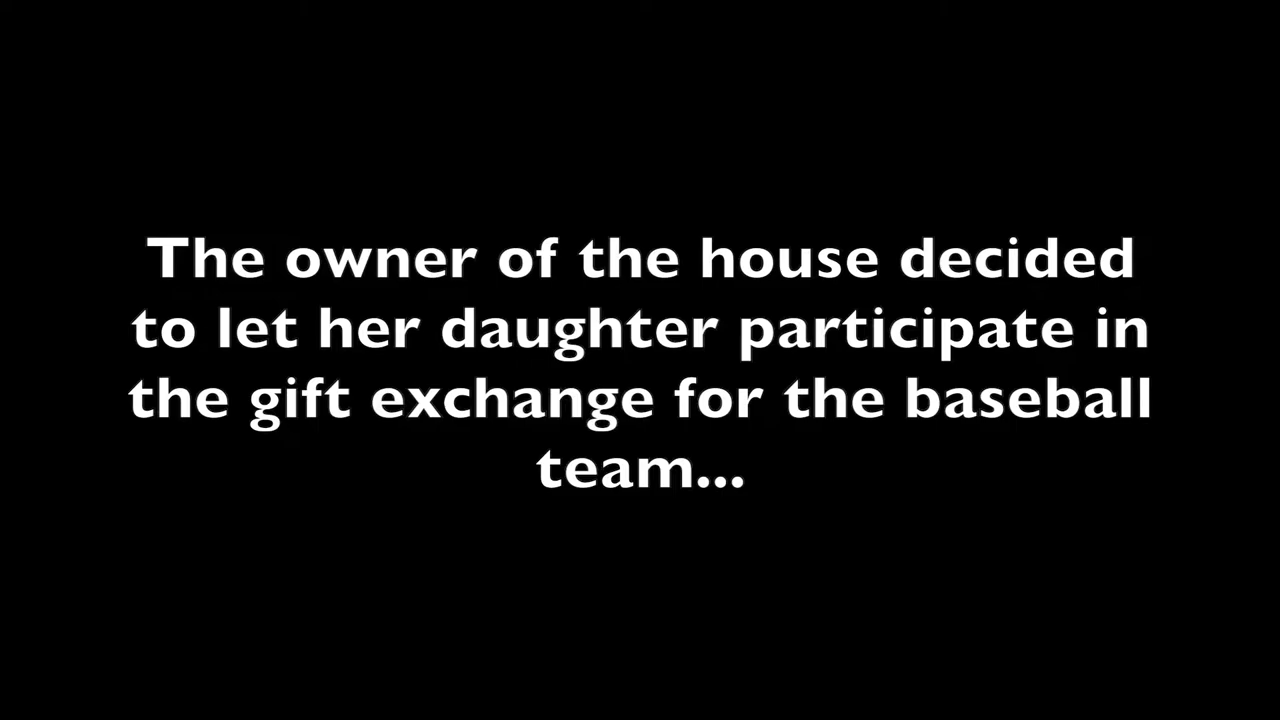 The owner of the house decided
to let her daughter participate in
the gift exchange for the baseball
team...